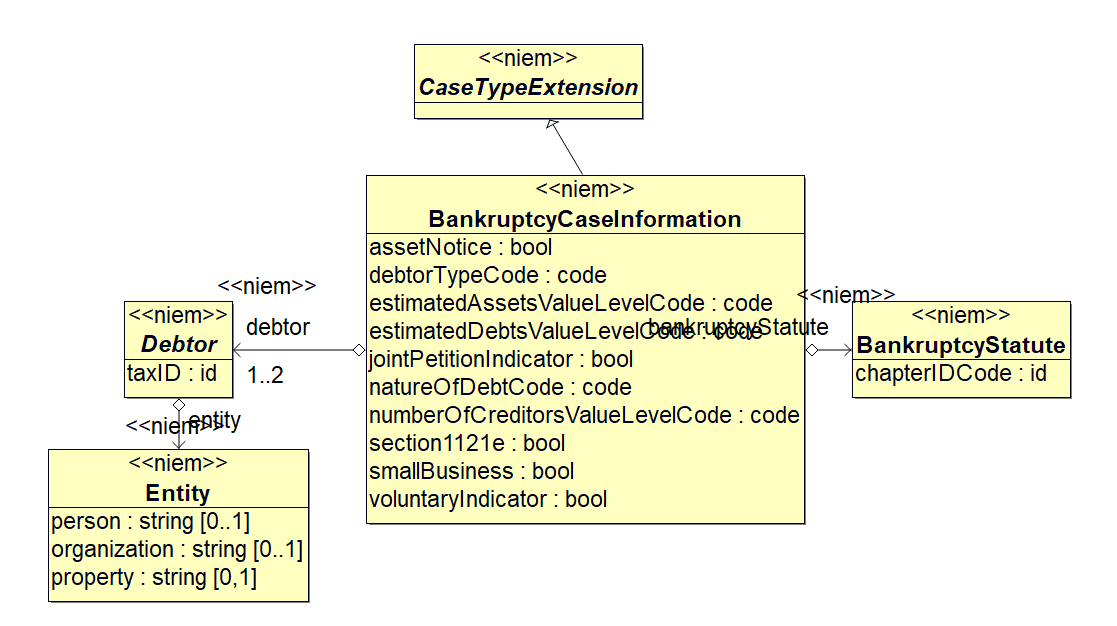 <<niem>>
CaseTypeExtension
<<niem>>
BankruptcyCaseInformation
assetNotice : bool
debtorTypeCode : code
estimatedAssetsValueLevelCode : code
estimatedDebtsValueLevelCode : code
jointPetitionIndicator : bool
natureOfDebtCode : code
numberOfCreditorsValueLevelCode : code
section1121e : bool
smallBusiness : bool
voluntaryIndicator : bool
<<niem>>
debtor
1..2
<<niem>>
Debtor
taxID : id
<<niem>>
entity
<<niem>>
Entity
person : string [0..1]
organization : string [0..1]
property : string [0,1]
<<niem>>
bankruptcyStatute
<<niem>>
BankruptcyStatute
chapterIDCode : id